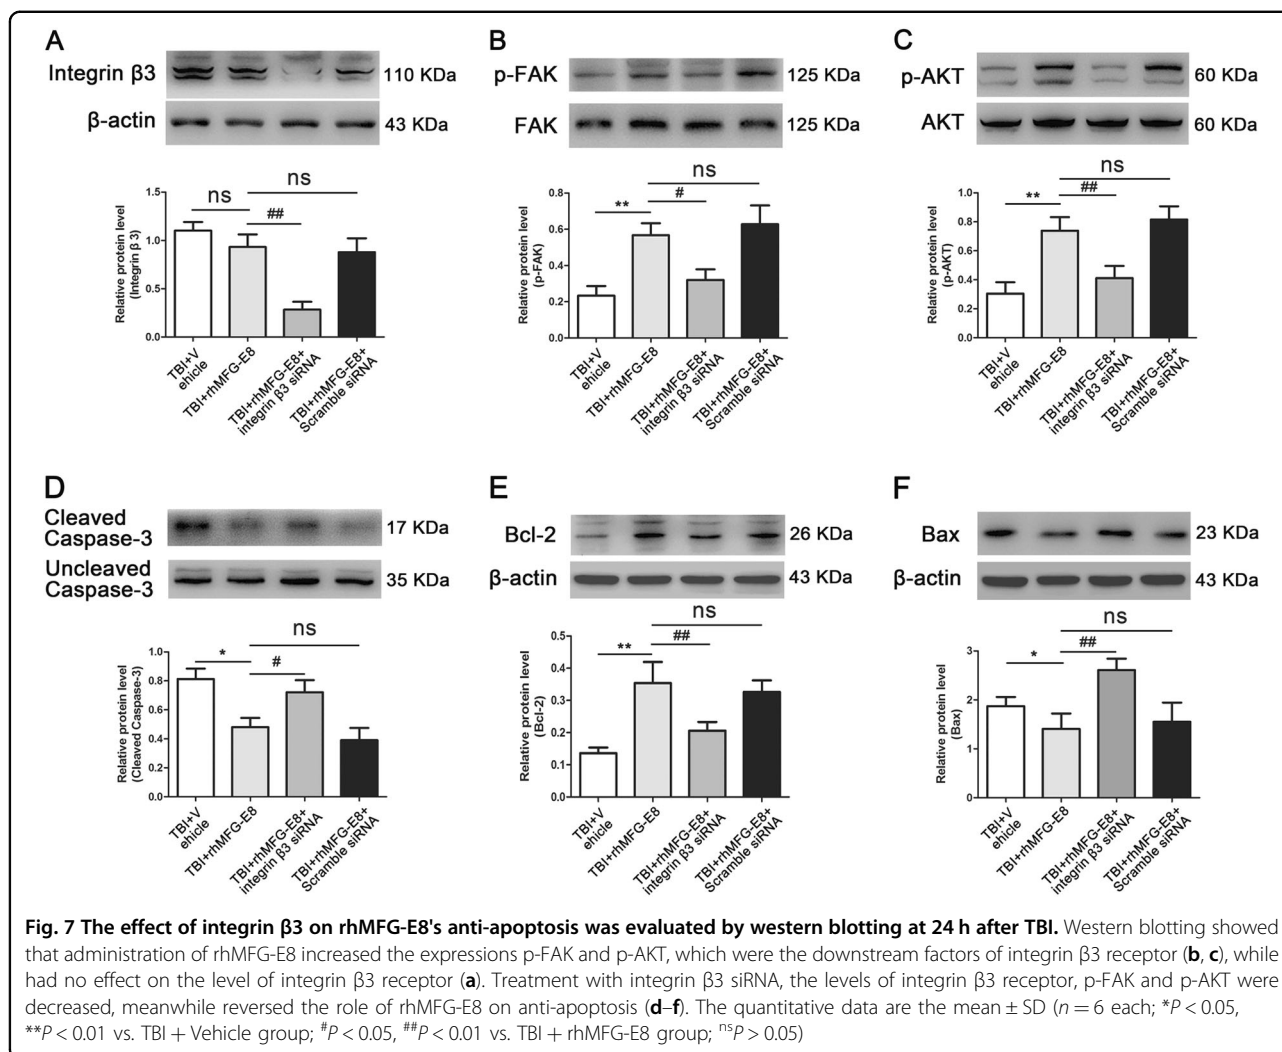 A
Integrin β3
110 KDa
β-actin
43 KDa
ns
ns
##
Relative protein level
(Integrin β 3)
1.5
1.0
0.5
0.0
TBI+V
ehicle
TBI+rhMFG-E8
TBI+rhMFG-E8+
integrin β3 siRNA
TBI+rhMFG-E8+
Scramble siRNA
B
p-FAK
125 KDa
FAK
125 KDa
ns
**
#
Relative protein level
(p-FAK)
0.8
0.6
0.4
0.2
0.0
TBI+V
ehicle
TBI+rhMFG-E8
TBI+rhMFG-E8+
integrin β3 siRNA
TBI+rhMFG-E8+
Scramble siRNA
C
p-AKT
60 KDa
AKT
60 KDa
ns
**
##
Relative protein level
(p-AKT)
1.0
0.8
0.6
0.4
0.2
0.0
TBI+V
ehicle
TBI+rhMFG-E8
TBI+rhMFG-E8+
integrin β3 siRNA
TBI+rhMFG-E8+
Scramble siRNA
D
Cleaved
Caspase-3
17 KDa
Uncleaved
Caspase-3
35 KDa
ns
*
#
Relative protein level
(Cleaved Caspase-3)
1.0
0.8
0.6
0.4
0.2
0.0
TBI+V
ehicle
TBI+rhMFG-E8
TBI+rhMFG-E8+
integrin β3 siRNA
TBI+rhMFG-E8+
Scramble siRNA
E
Bcl-2
26 KDa
β-actin
43 KDa
ns
**
##
Relative protein level
(Bcl-2)
0.5
0.4
0.3
0.2
0.1
0.0
TBI+V
ehicle
TBI+rhMFG-E8
TBI+rhMFG-E8+
integrin β3 siRNA
TBI+rhMFG-E8+
Scramble siRNA
F
Bax
23 KDa
β-actin
43 KDa
ns
*
##
Relative protein level
(Bax)
3
2
1
0
TBI+V
ehicle
TBI+rhMFG-E8
TBI+rhMFG-E8+
integrin β3 siRNA
TBI+rhMFG-E8+
Scramble siRNA
Fig. 7 The effect of integrin β3 on rhMFG-E8's anti-apoptosis was evaluated by western blotting at 24 h after TBI. Western blotting showed
that administration of rhMFG-E8 increased the expressions p-FAK and p-AKT, which were the downstream factors of integrin β3 receptor (b, c), while
had no effect on the level of integrin β3 receptor (a). Treatment with integrin β3 siRNA, the levels of integrin β3 receptor, p-FAK and p-AKT were
decreased, meanwhile reversed the role of rhMFG-E8 on anti-apoptosis (d–f). The quantitative data are the mean ± SD (n = 6 each; *P < 0.05,
**P < 0.01 vs. TBI + Vehicle group; #P < 0.05, ##P < 0.01 vs. TBI + rhMFG-E8 group; nsP > 0.05)